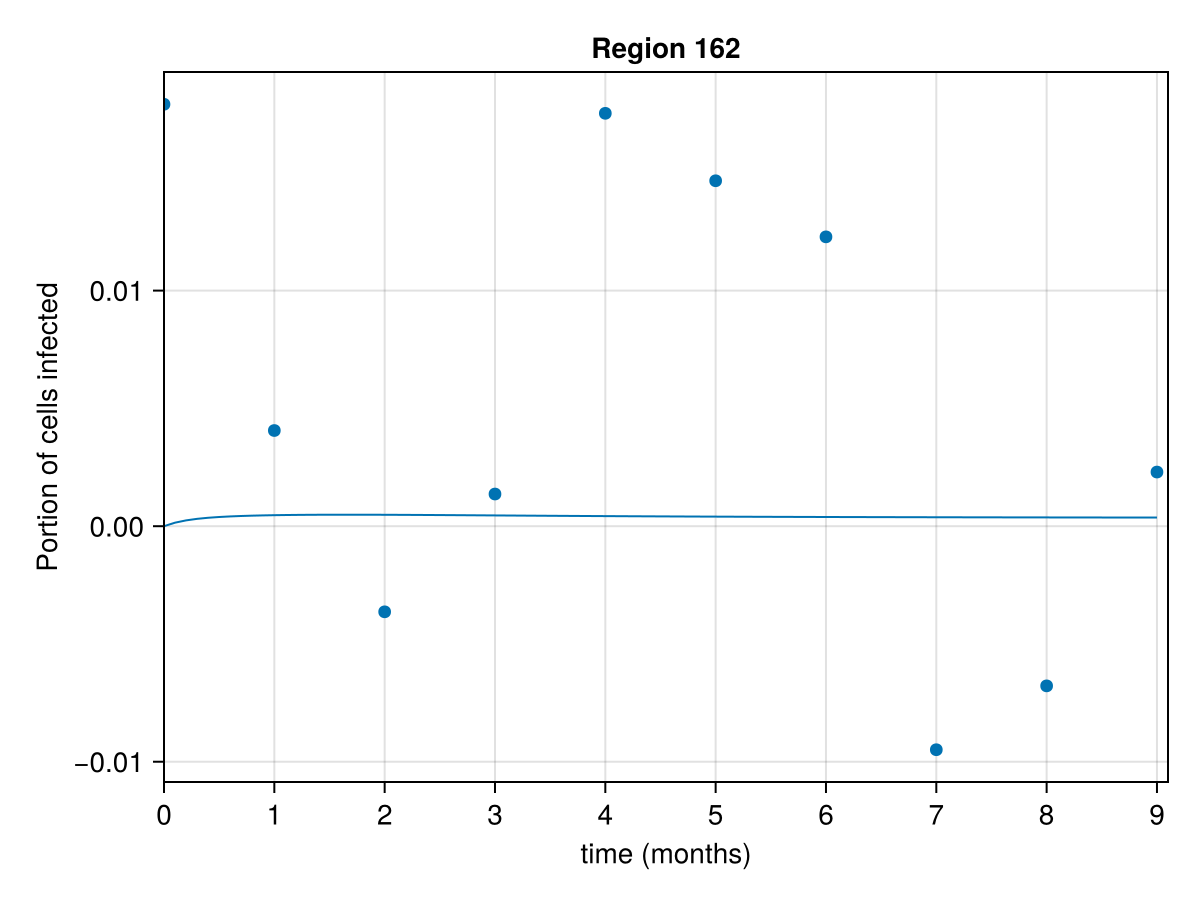 Region 162
Portion of cells infected
0.01
0.00
−0.01
0 1 2 3 4 5 6 7 8 9
time (months)